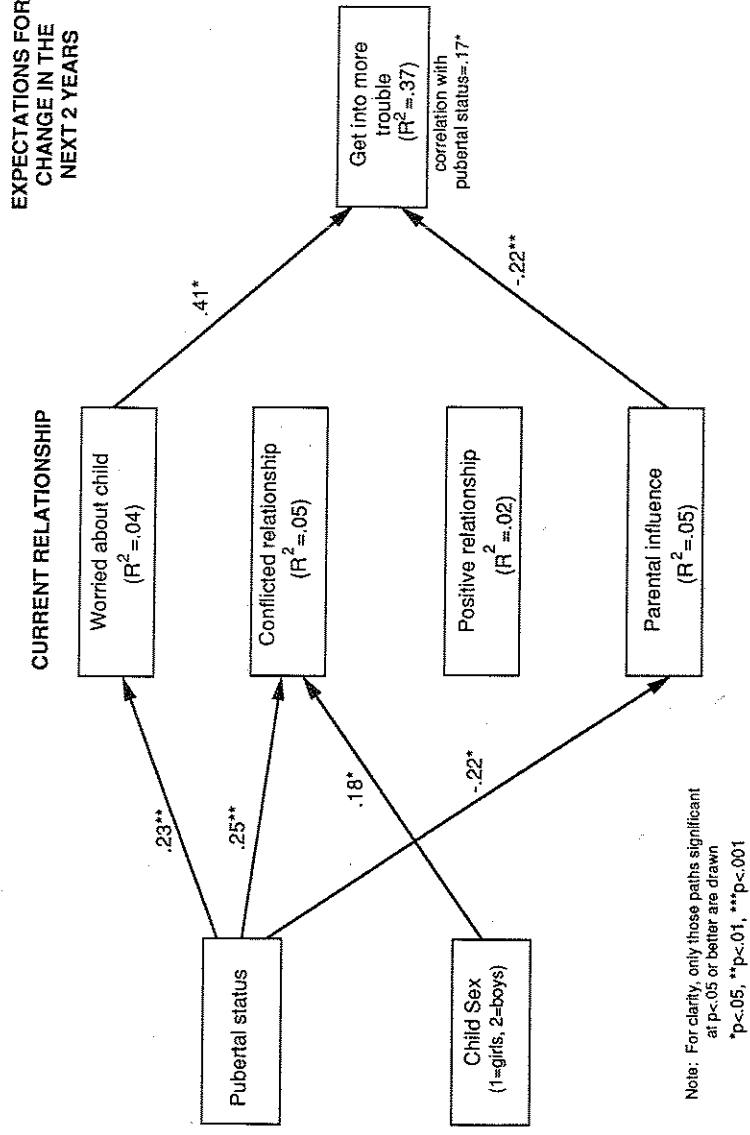 EXPECTATIONS FOR
CHANGE IN THE
NEXT 2 YEARS
CURRENT RELATIONSHIP
Pubertal status
Child Sex
(1=girls, 2=boys)
.23**
.25**
.18*
-.22*
Worried about child
(R²=.04)
Conflicted relationship
(R²=.05)
Positive relationship
(R²=.02)
Parental influence
(R²=.05)
.41*
-.22**
Get into more
trouble
(R²=.37)
correlation with
pubertal status=.17*
Note: For clarity, only those paths significant
at p<.05 or better are drawn
*p<.05, **p<.01, ***p<.001